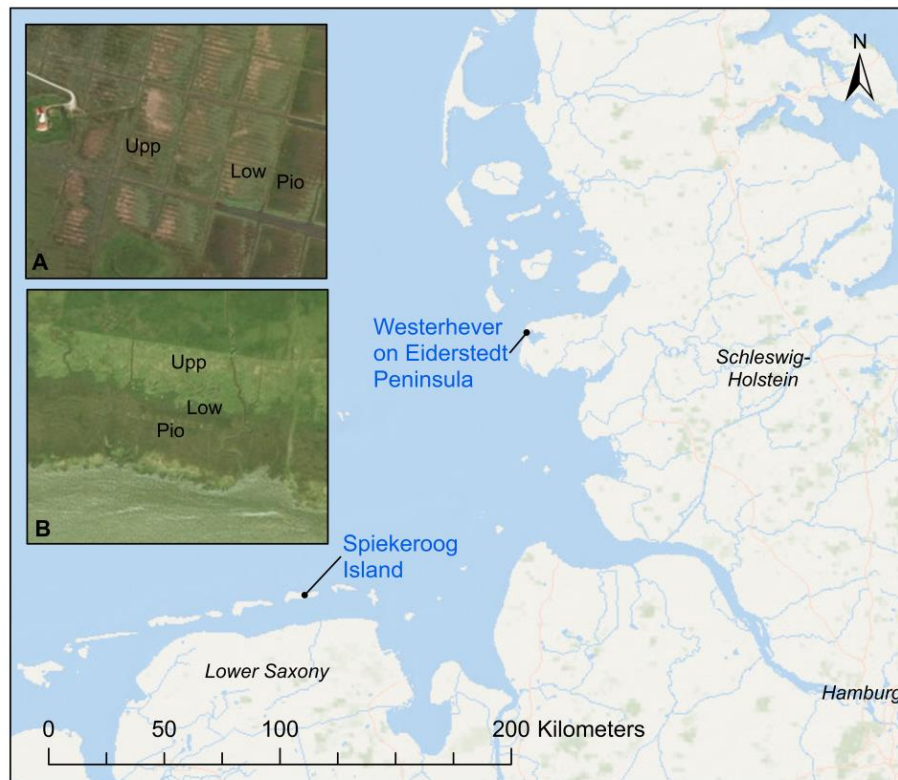 Upp
Low
Pio
A
Upp
Low
Pio
B
N
Westerhever
on Eiderstedt
Peninsula
Schleswig-
Holstein
Spiekeroog
Island
Lower Saxony
Hamburg
0 50 100 200 Kilometers